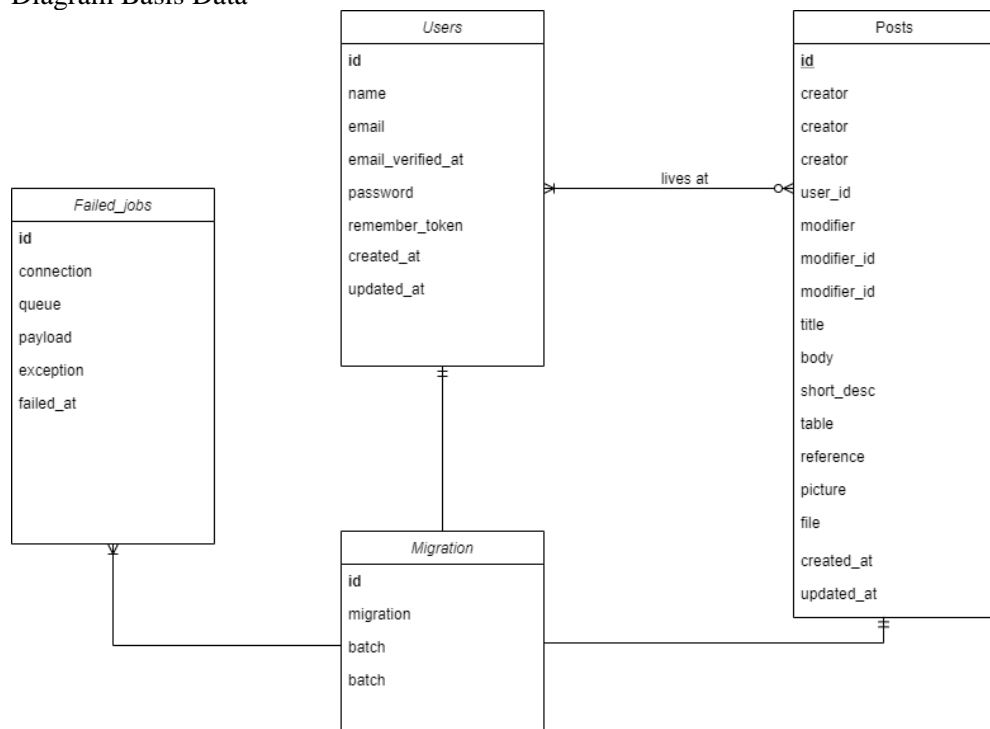 Diagram Basis Data
Users
id
name
email
email_verified_at
password
remember_token
created_at
updated_at
Posts
id
creator
creator
creator
user_id
modifier
modifier_id
modifier_id
title
body
short_desc
table
reference
picture
file
created_at
updated_at
lives at
Failed_jobs
id
connection
queue
payload
exception
failed_at
Migration
id
migration
batch
batch